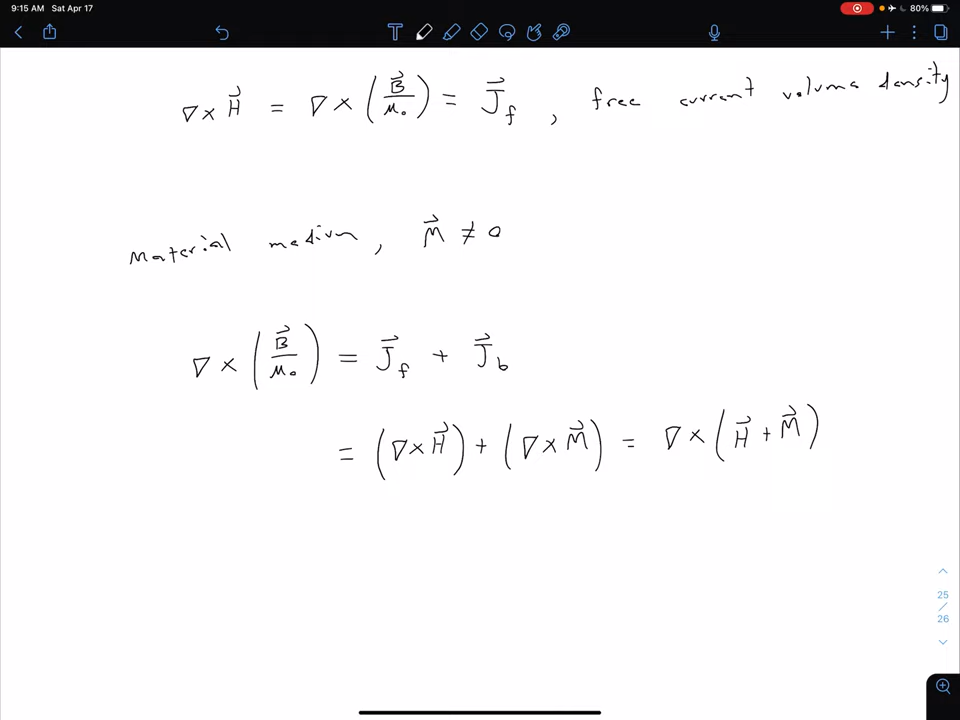 9:15 AM Sat Apr 17 80%
∇ × H⃗ = ∇ × (B⃗/μ₀) = J⃗_f , free current volume density
Material medium, M⃗ ≠ 0
∇ × (B⃗/μ₀) = J⃗_f + J⃗_b
= (∇ × H⃗) + (∇ × M⃗) = ∇ × (H⃗ + M⃗)
25
/
26